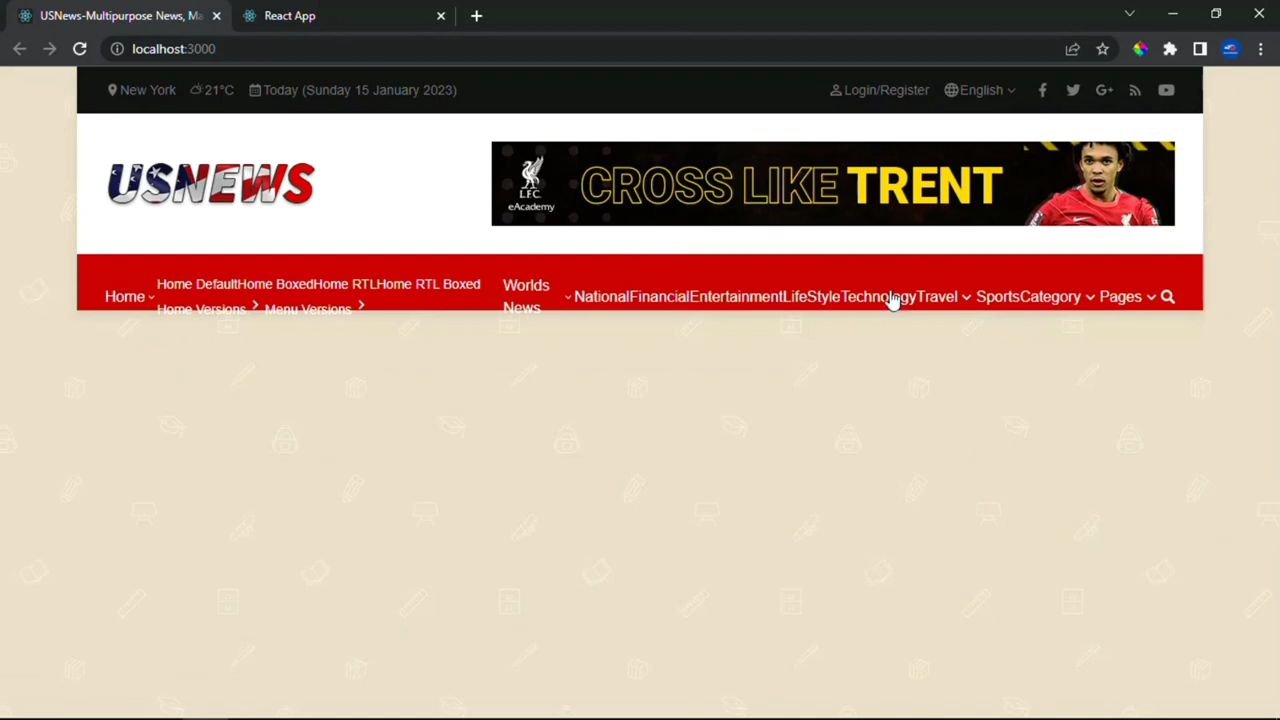 USNews-Multipurpose News, Ma
React App
localhost:3000
New York 21°C Today (Sunday 15 January 2023) Login/Register English
USNEWS
L.F.C.
eAcademy
CROSS LIKE TRENT
Home Home DefaultHome BoxedHome RTLHome RTL Boxed
Home Versions Menu Versions
Worlds
News
NationalFinancialEntertainmentLifeStyleTechnologyTravel SportsCategory Pages